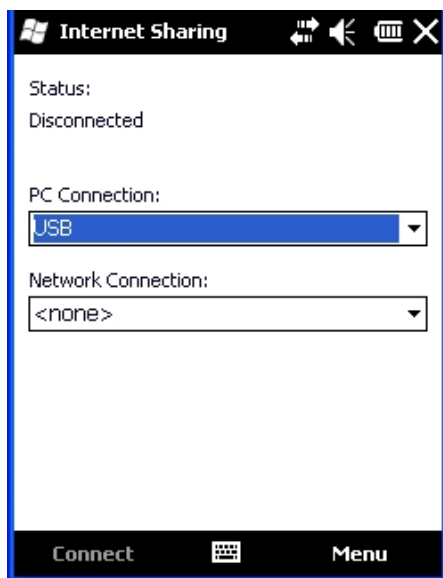 Internet Sharing
Status:
Disconnected
PC Connection:
USB
Network Connection:
<none>
Connect
Menu